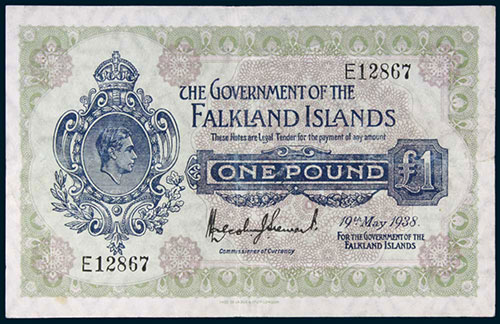 E12867
THE GOVERNMENT OF THE
FALKLAND ISLANDS
These Notes are Legal Tender for the payment of any amount
ONE POUND £1
19th May 1938.
Commissioner of Currency
FOR THE GOVERNMENT OF THE
FALKLAND ISLANDS
E12867